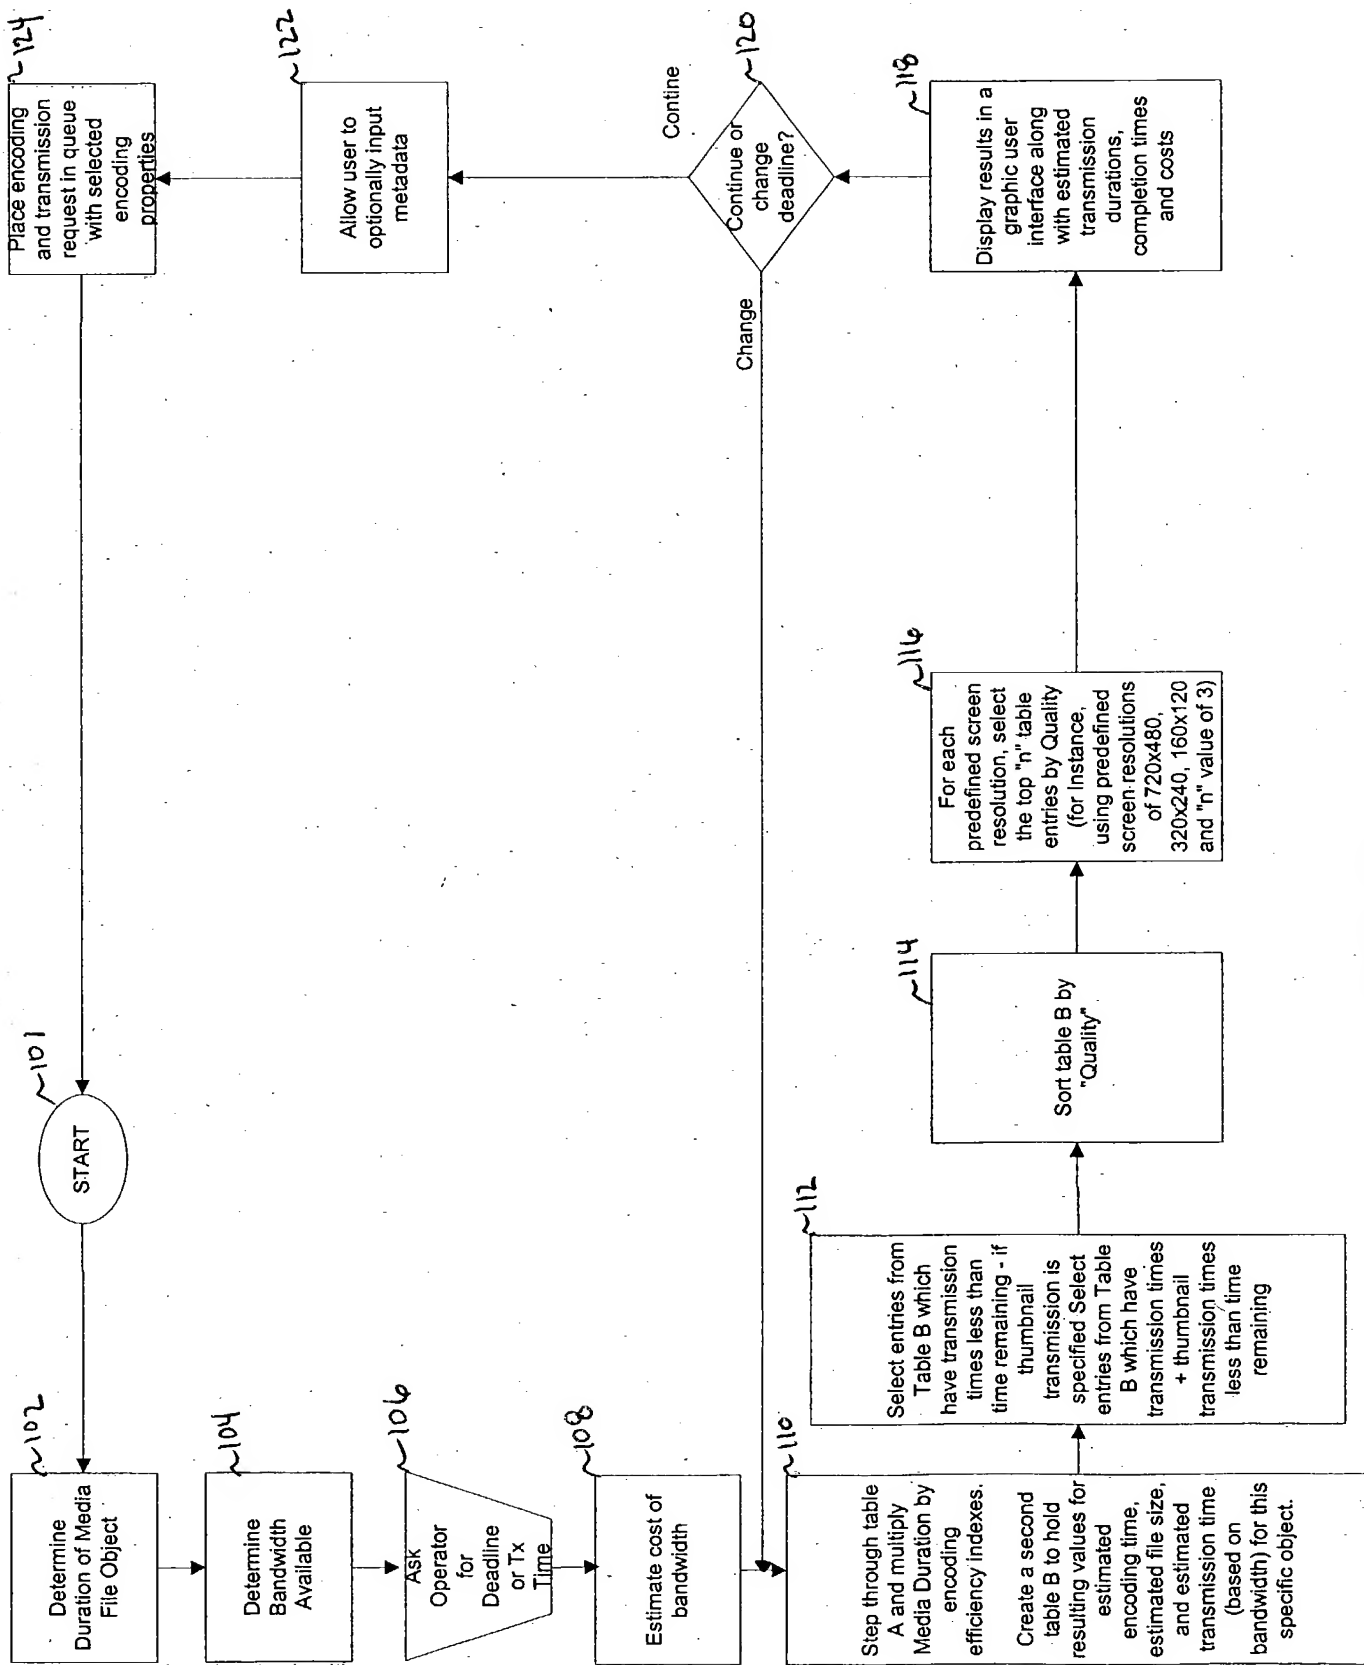 ~101
START
~102
Determine
Duration of Media
File Object
~104
Determine
Bandwidth
Available
~106
Ask
Operator
for
Deadline
or Tx
Time
~108
Estimate cost of
bandwidth
~110
Step through table
A and multiply
Media Duration by
encoding
efficiency indexes.
Create a second
table B to hold
resulting values for
estimated
encoding time,
estimated file size,
and estimated
transmission time
(based on
bandwidth) for this
specific object.
~112
Select entries from
Table B which
have transmission
times less than
time remaining - if
thumbnail
transmission is
specified Select
entries from Table
B which have
transmission times
+ thumbnail
transmission times
less than time
remaining
~114
Sort table B by
"Quality"
~116
For each
predefined screen
resolution, select
the top "n" table
entries by Quality
(for Instance,
using predefined
screen resolutions
of 720x480,
320x240, 160x120
and "n" value of 3)
~118
Display results in a
graphic user
interface along
with estimated
transmission
durations,
completion times
and costs
~120
Continue or
change
deadline?
Change
Contine
~122
Allow user to
optionally input
metadata
~124
Place encoding
and tranmission
request in queue
with selected
encoding
properties